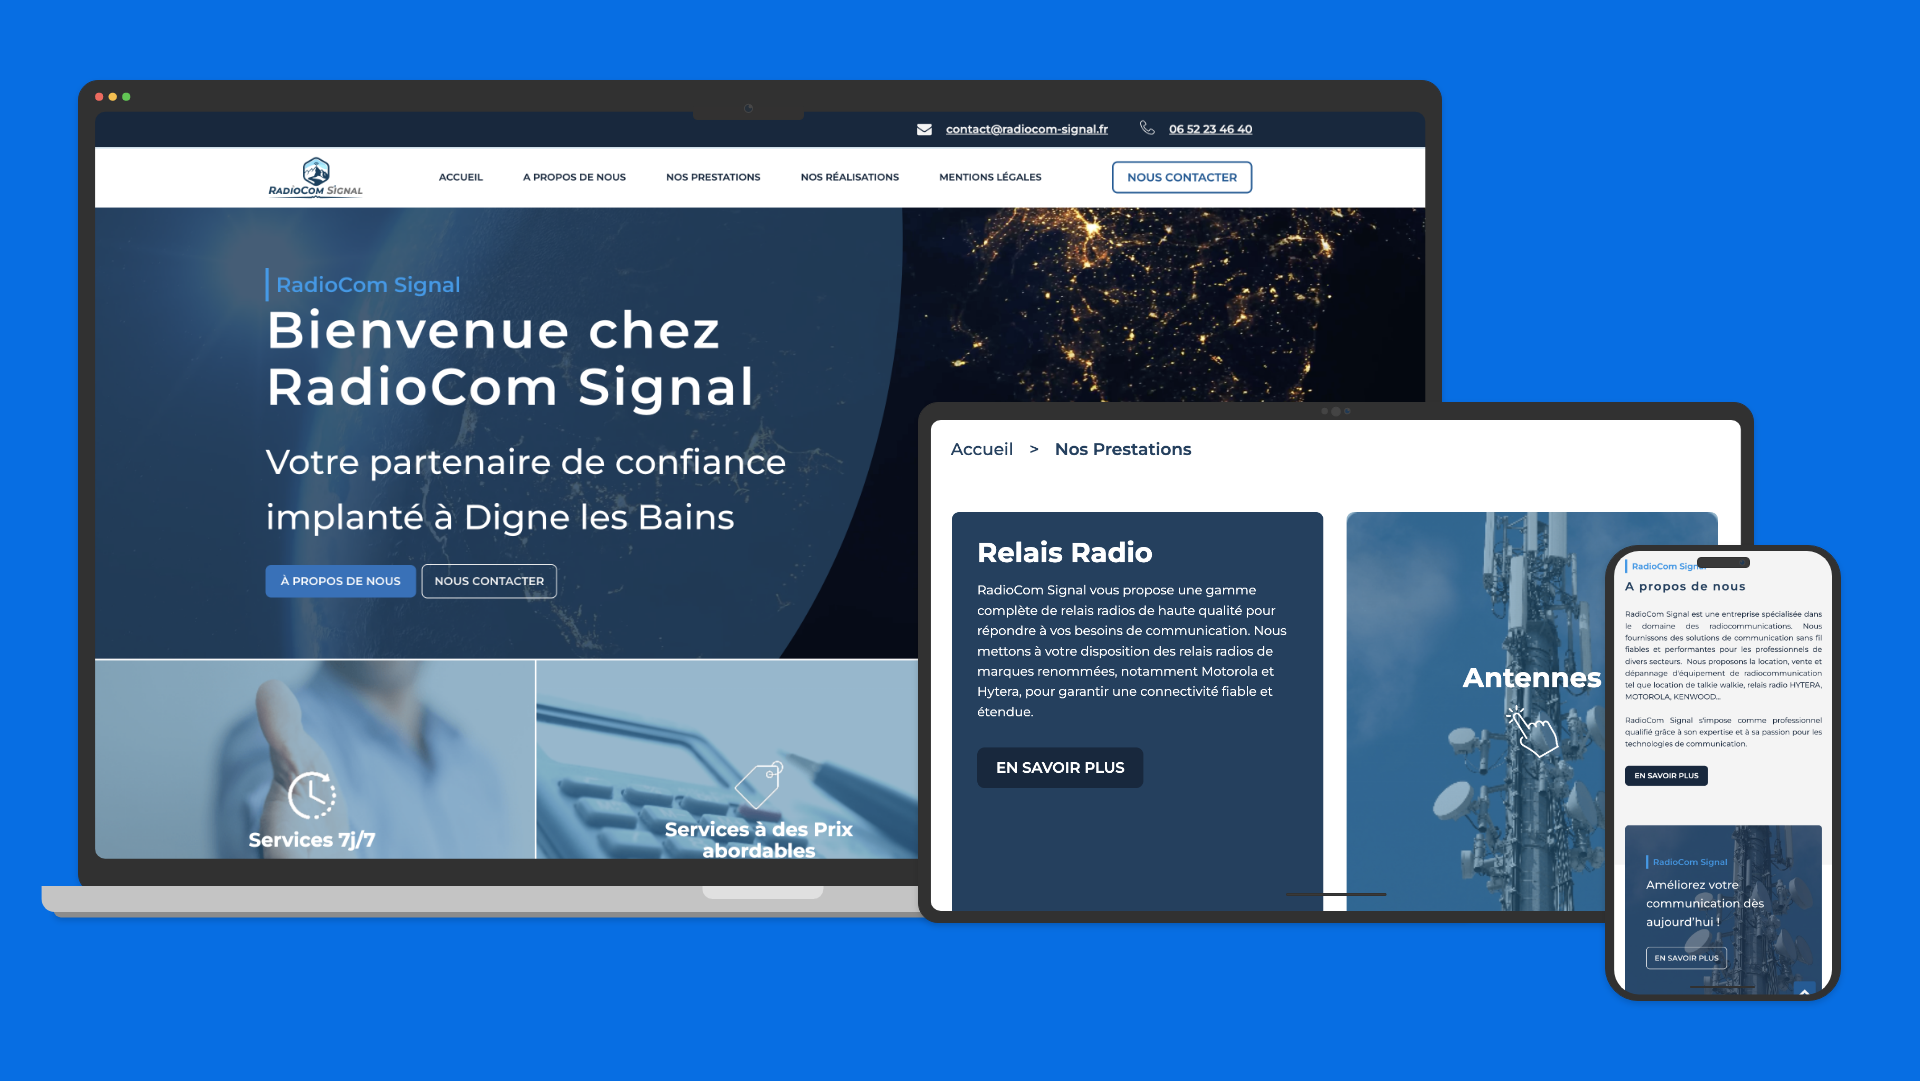 contact@radiocom-signal.fr 06 52 23 46 40
RADIOCOM SIGNAL
ACCUEIL A PROPOS DE NOUS NOS PRESTATIONS NOS RÉALISATIONS MENTIONS LÉGALES NOUS CONTACTER
RadioCom Signal
Bienvenue chez
RadioCom Signal
Votre partenaire de confiance
implanté à Digne les Bains
À PROPOS DE NOUS NOUS CONTACTER
Services 7j/7
Services à des Prix
abordables
Accueil > Nos Prestations
Relais Radio
RadioCom Signal vous propose une gamme
complète de relais radios de haute qualité pour
répondre à vos besoins de communication. Nous
mettons à votre disposition des relais radios de
marques renommées, notamment Motorola et
Hytera, pour garantir une connectivité fiable et
étendue.
EN SAVOIR PLUS
Antennes
RadioCom Signal
A propos de nous
RadioCom Signal est une entreprise spécialisée dans
le domaine des radiocommunications. Nous
fournissons des solutions de communication sans fil
fiables et performantes pour les professionnels de
divers secteurs. Nous proposons la location, vente et
dépannage d'équipement de radiocommunication
tel que location de talkie walkie, relais radio HYTERA,
MOTOROLA, KENWOOD...
RadioCom Signal s'impose comme professionnel
qualifié grâce à son expertise et à sa passion pour les
technologies de communication.
EN SAVOIR PLUS
RadioCom Signal
Améliorez votre
communication dès
aujourd'hui !
EN SAVOIR PLUS